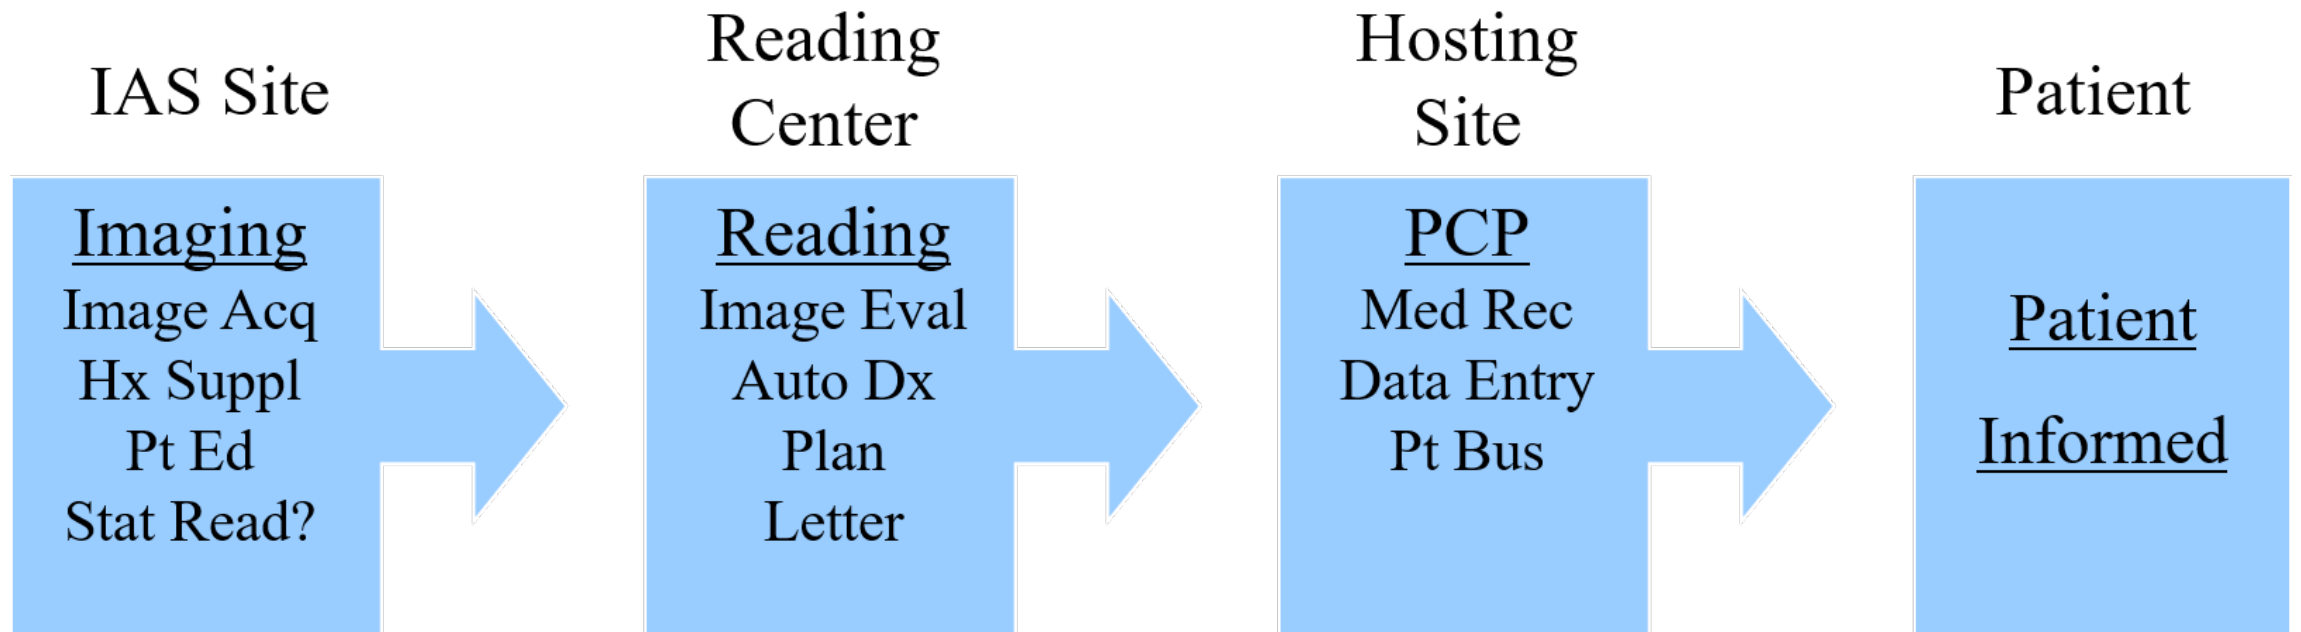 IAS Site
Reading
Center
Hosting
Site
Patient
Imaging
Image Acq
Hx Suppl
Pt Ed
Stat Read?
Reading
Image Eval
Auto Dx
Plan
Letter
PCP
Med Rec
Data Entry
Pt Bus
Patient
Informed